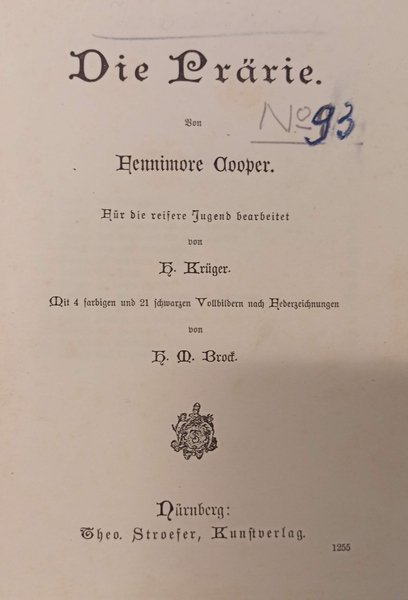 Die Prärie.
No 93
Von
Fennimore Cooper.
Für die reifere Jugend bearbeitet
von
H. Krüger.
Mit 4 farbigen und 21 schwarzen Vollbildern nach Federzeichnungen
von
H. M. Brock.
Nürnberg:
Theo. Stroefer, Kunstverlag.
1255